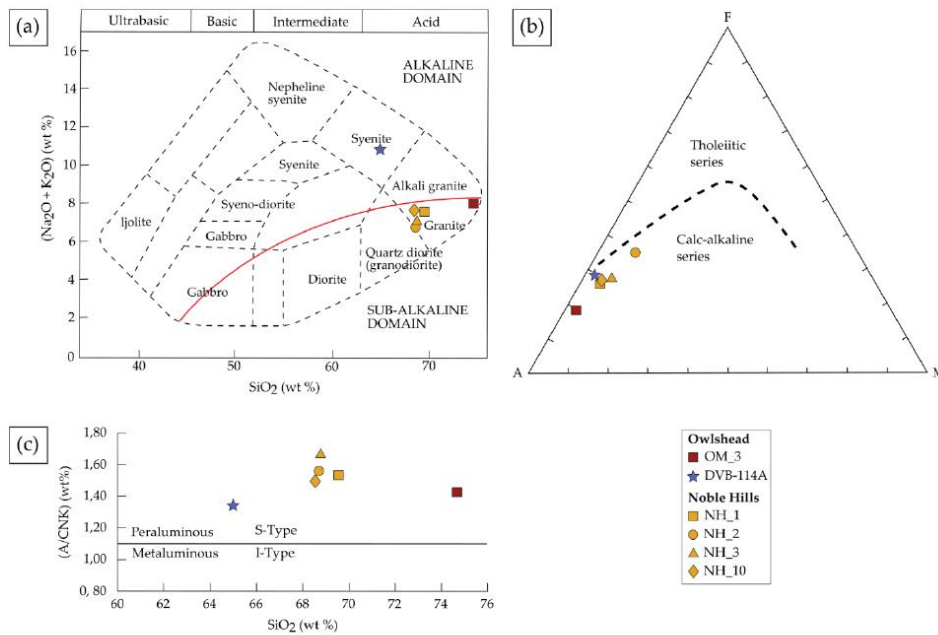 (a)
Ultrabasic Basic Intermediate Acid
(Na2O + K2O) (wt %)
16
14
12
10
8
6
4
2
0
ALKALINE
DOMAIN
Nepheline
syenite
Syenite
Syenite
Alkali granite
Syeno-diorite
Ijolite
Gabbro
Granite
Quartz diorite
(granodiorite)
Gabbro
Diorite
SUB-ALKALINE
DOMAIN
40 50 60 70
SiO2 (wt %)
(b)
F
Tholeiitic
series
Calc-alkaline
series
A
M
(c)
(A/CNK) (wt%)
1,80
1,60
1,40
1,20
1,00
0, 80
Peraluminous S-Type
Metaluminous I-Type
60 62 64 66 68 70 72 74 76
SiO2 (wt %)
Owlshead
OM_3
DVB-114A
Noble Hills
NH_1
NH_2
NH_3
NH_10